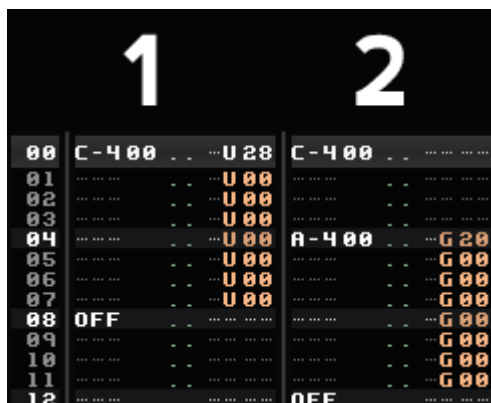 1 2
00 C-400 .. ...U28 C-400 .. ... ... ...
01 ... ... ... .. ...U00 ... ... ... .. ... ... ...
02 ... ... ... .. ...U00 ... ... ... .. ... ... ...
03 ... ... ... .. ...U00 ... ... ... .. ... ... ...
04 ... ... ... .. ...U00 A-400 .. ...G20
05 ... ... ... .. ...U00 ... ... ... .. ...G00
06 ... ... ... .. ...U00 ... ... ... .. ...G00
07 ... ... ... .. ...U00 ... ... ... .. ...G00
08 OFF .. ... ... ... ... ... ... .. ...G00
09 ... ... ... .. ... ... ... ... ... ... .. ...G00
10 ... ... ... .. ... ... ... ... ... ... .. ...G00
11 ... ... ... .. ... ... ... ... ... ... .. ...G00
12 ... ... ... .. ... ... ... OFF .. ... ... ...